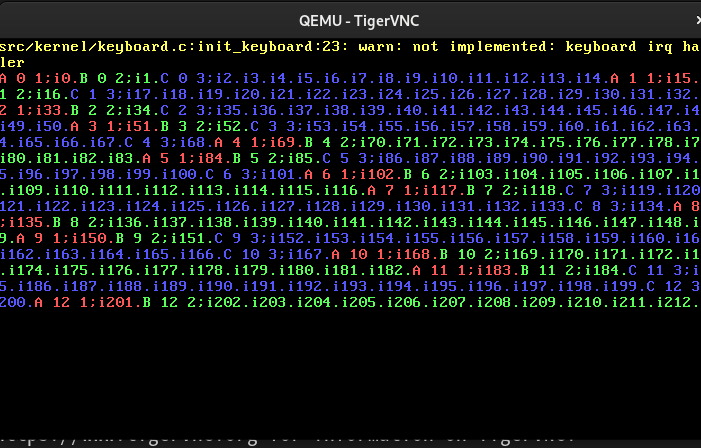 QEMU - TigerVNC
src/kernel/keyboard.c:init_keyboard:23: warn: not implemented: keyboard irq ha
ler
A 0 1;i0.B 0 2;i1.C 0 3;i2.i3.i4.i5.i6.i7.i8.i9.i10.i11.i12.i13.i14.A 1 1;i15.
1 2;i16.C 1 3;i17.i18.i19.i20.i21.i22.i23.i24.i25.i26.i27.i28.i29.i30.i31.i32.
2 1;i33.B 2 2;i34.C 2 3;i35.i36.i37.i38.i39.i40.i41.i42.i43.i44.i45.i46.i47.i4
i49.i50.A 3 1;i51.B 3 2;i52.C 3 3;i53.i54.i55.i56.i57.i58.i59.i60.i61.i62.i63.
4.i65.i66.i67.C 4 3;i68.A 4 1;i69.B 4 2;i70.i71.i72.i73.i74.i75.i76.i77.i78.i7
i80.i81.i82.i83.A 5 1;i84.B 5 2;i85.C 5 3;i86.i87.i88.i89.i90.i91.i92.i93.i94.
5.i96.i97.i98.i99.i100.C 6 3;i101.A 6 1;i102.B 6 2;i103.i104.i105.i106.i107.i1
.i109.i110.i111.i112.i113.i114.i115.i116.A 7 1;i117.B 7 2;i118.C 7 3;i119.i120
121.i122.i123.i124.i125.i126.i127.i128.i129.i130.i131.i132.i133.C 8 3;i134.A 8
;i135.B 8 2;i136.i137.i138.i139.i140.i141.i142.i143.i144.i145.i146.i147.i148.i
9.A 9 1;i150.B 9 2;i151.C 9 3;i152.i153.i154.i155.i156.i157.i158.i159.i160.i16
i162.i163.i164.i165.i166.C 10 3;i167.A 10 1;i168.B 10 2;i169.i170.i171.i172.i1
.i174.i175.i176.i177.i178.i179.i180.i181.i182.A 11 1;i183.B 11 2;i184.C 11 3;i
5.i186.i187.i188.i189.i190.i191.i192.i193.i194.i195.i196.i197.i198.i199.C 12 3
200.A 12 1;i201.B 12 2;i202.i203.i204.i205.i206.i207.i208.i209.i210.i211.i212.